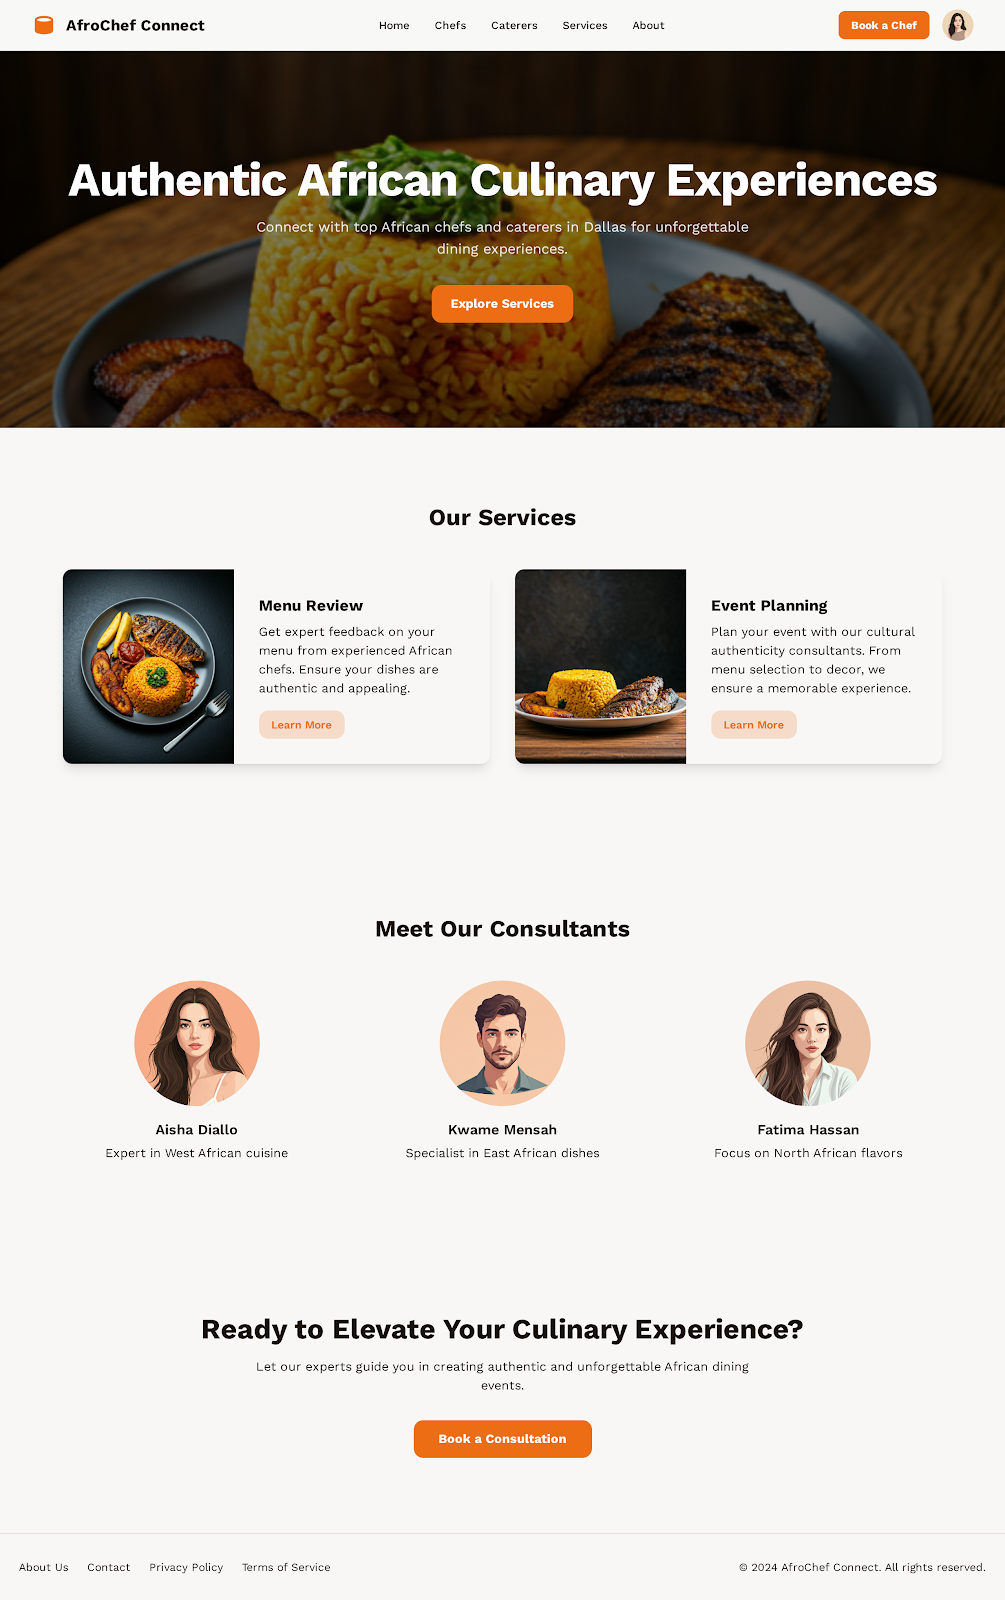 AfroChef Connect
Home Chefs Caterers Services About
Book a Chef
Authentic African Culinary Experiences
Connect with top African chefs and caterers in Dallas for unforgettable
dining experiences.
Explore Services
Our Services
Menu Review
Get expert feedback on your
menu from experienced African
chefs. Ensure your dishes are
authentic and appealing.
Learn More
Event Planning
Plan your event with our cultural
authenticity consultants. From
menu selection to decor, we
ensure a memorable experience.
Learn More
Meet Our Consultants
Aisha Diallo
Expert in West African cuisine
Kwame Mensah
Specialist in East African dishes
Fatima Hassan
Focus on North African flavors
Ready to Elevate Your Culinary Experience?
Let our experts guide you in creating authentic and unforgettable African dining
events.
Book a Consultation
About Us Contact Privacy Policy Terms of Service
© 2024 AfroChef Connect. All rights reserved.